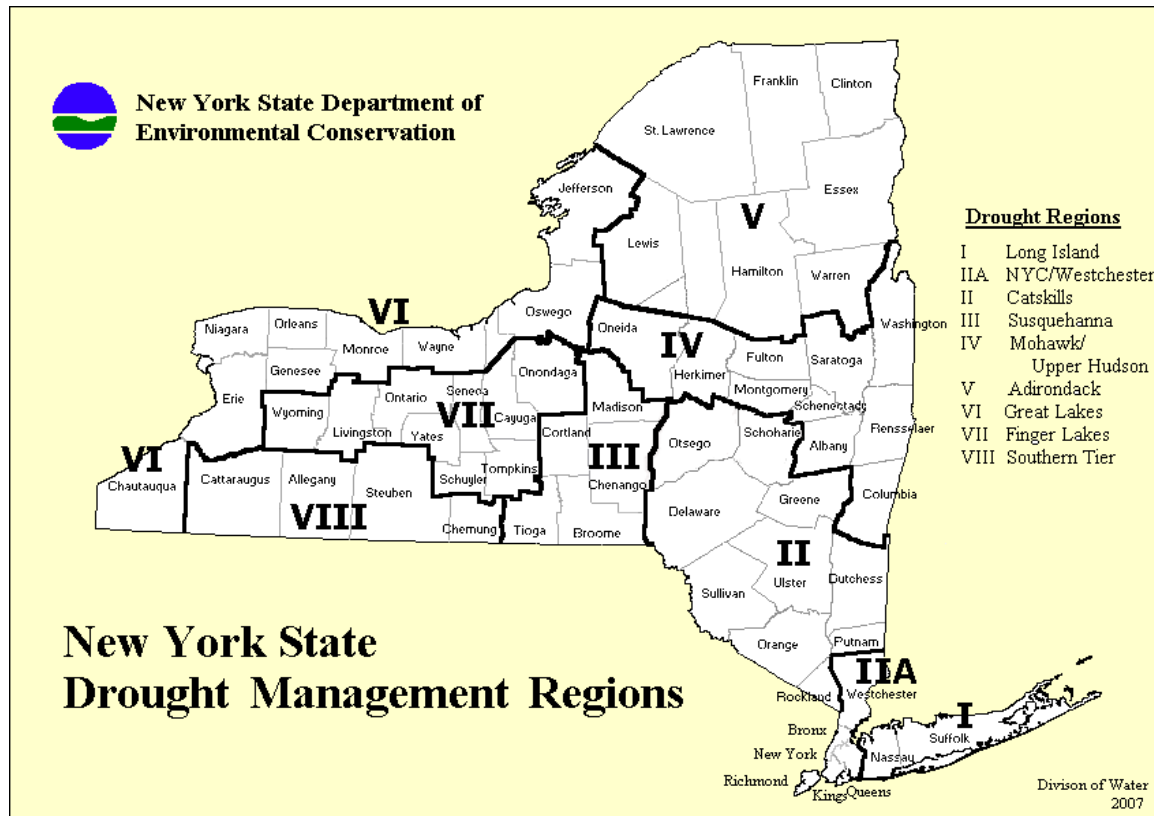 New York State Department of
Environmental Conservation
Franklin
Clinton
St. Lawrence
Jefferson
Essex
Lewis
V
Hamilton
Warren
Drought Regions
I Long Island
IIA NYC/Westchester
II Catskills
III Susquehanna
IV Mohawk/
Upper Hudson
V Adirondack
VI Great Lakes
VII Finger Lakes
VIII Southern Tier
VI
Niagara
Orleans
Monroe
Wayne
Oswego
Oneida
IV
Washington
Genesee
Erie
Wyoming
Livingston
Ontario
Yates
Seneca
VII
Cayuga
Onondaga
Madison
Herkimer
Fulton
Montgomery
Saratoga
Schenectady
Albany
Rensselaer
VI
Chautauqua
Cattaraugus
Allegany
Steuben
VIII
Schuyler
Tompkins
Chemung
Tioga
Cortland
III
Chenango
Broome
Otsego
Schoharie
Greene
Columbia
Delaware
II
Ulster
Dutchess
Sullivan
Orange
Putnam
New York State
Drought Management Regions
IIA
Rockland
Westchester
I
Suffolk
Nassau
Bronx
New York
Richmond
Kings
Queens
Divison of Water
2007